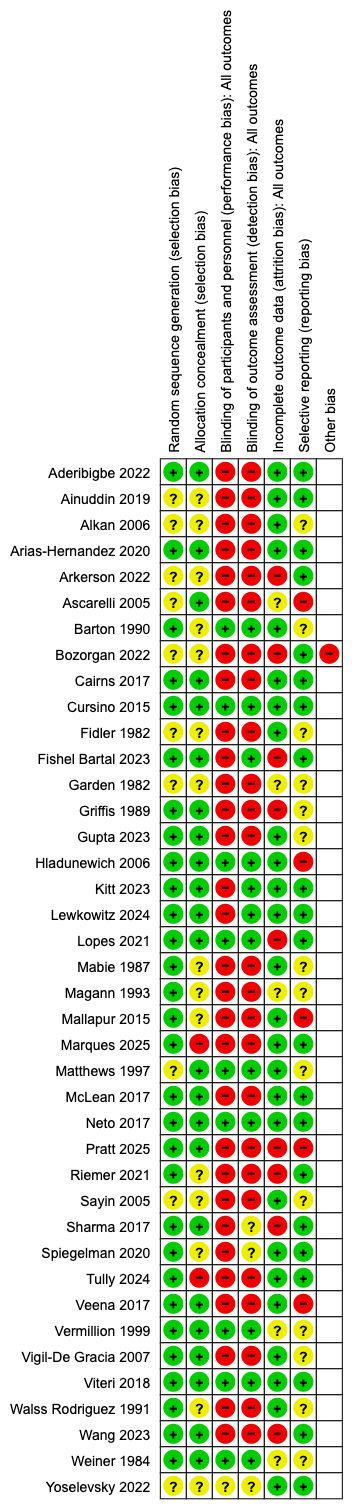 Random sequence generation (selection bias)
Allocation concealment (selection bias)
Blinding of participants and personnel (performance bias): All outcomes
Blinding of outcome assessment (detection bias): All outcomes
Incomplete outcome data (attrition bias): All outcomes
Selective reporting (reporting bias)
Other bias
Aderibigbe 2022 + + - - + +
Ainuddin 2019 ? ? - - + +
Alkan 2006 ? ? - - + ?
Arias-Hernandez 2020 + + - - + +
Arkerson 2022 ? ? - - - +
Ascarelli 2005 ? + - - ? -
Barton 1990 + ? + + + ?
Bozorgan 2022 ? ? - - - + -
Cairns 2017 + + - - + +
Cursino 2015 + + + + + +
Fidler 1982 ? ? - - + ?
Fishel Bartal 2023 + + - + - +
Garden 1982 ? ? - - ? ?
Griffis 1989 + + - - - ?
Gupta 2023 + + - - + ?
Hladunewich 2006 + + + + + -
Kitt 2023 + + - + + +
Lewkowitz 2024 + + - + + +
Lopes 2021 + + + + - +
Mabie 1987 + ? - - + ?
Magann 1993 + ? - - ? ?
Mallapur 2015 + ? - - + -
Marques 2025 + - - - + +
Matthews 1997 ? + + + + ?
McLean 2017 + + - - + +
Neto 2017 + + + + + +
Pratt 2025 + + - - - -
Riemer 2021 + ? - - - +
Sayin 2005 ? ? - - + ?
Sharma 2017 + + - ? - +
Spiegelman 2020 + ? - ? + +
Tully 2024 + - - - + +
Veena 2017 + + - - + -
Vermillion 1999 + + + + ? ?
Vigil-De Gracia 2007 + + - - + ?
Viteri 2018 + + + + + +
Walss Rodriguez 1991 + ? - - + ?
Wang 2023 + + - - - +
Weiner 1984 + + + + ? ?
Yoselevsky 2022 ? ? ? ? + +